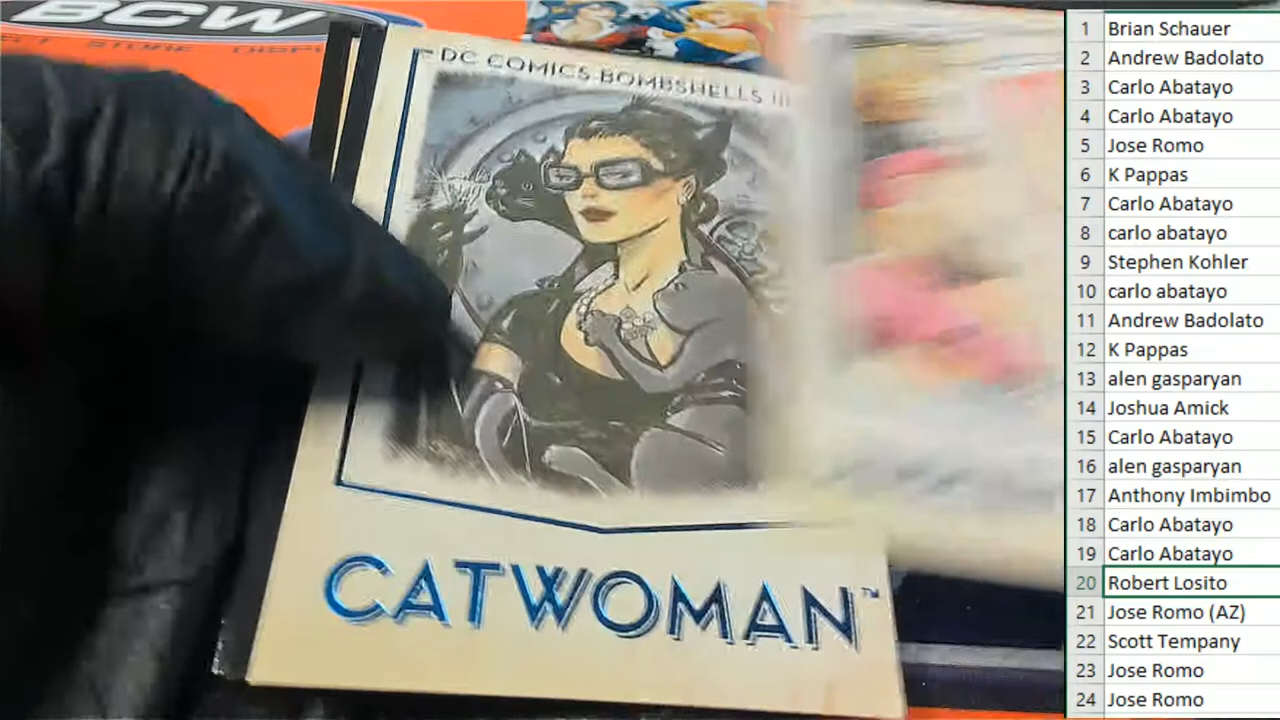 BCW
DC COMICS BOMBSHELLS III
CATWOMAN™
1 Brian Schauer
2 Andrew Badolato
3 Carlo Abatayo
4 Carlo Abatayo
5 Jose Romo
6 K Pappas
7 Carlo Abatayo
8 carlo abatayo
9 Stephen Kohler
10 carlo abatayo
11 Andrew Badolato
12 K Pappas
13 alen gasparyan
14 Joshua Amick
15 Carlo Abatayo
16 alen gasparyan
17 Anthony Imbimbo
18 Carlo Abatayo
19 Carlo Abatayo
20 Robert Losito
21 Jose Romo (AZ)
22 Scott Tempany
23 Jose Romo
24 Jose Romo